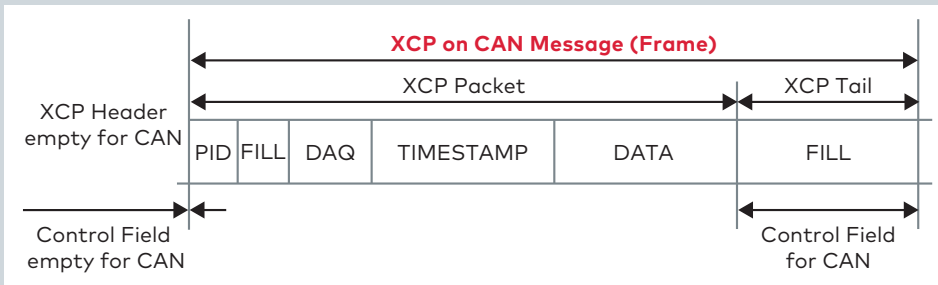 XCP on CAN Message (Frame)
XCP Packet
XCP Tail
XCP Header
empty for CAN
PID
FILL
DAQ
TIMESTAMP
DATA
FILL
Control Field
empty for CAN
Control Field
for CAN